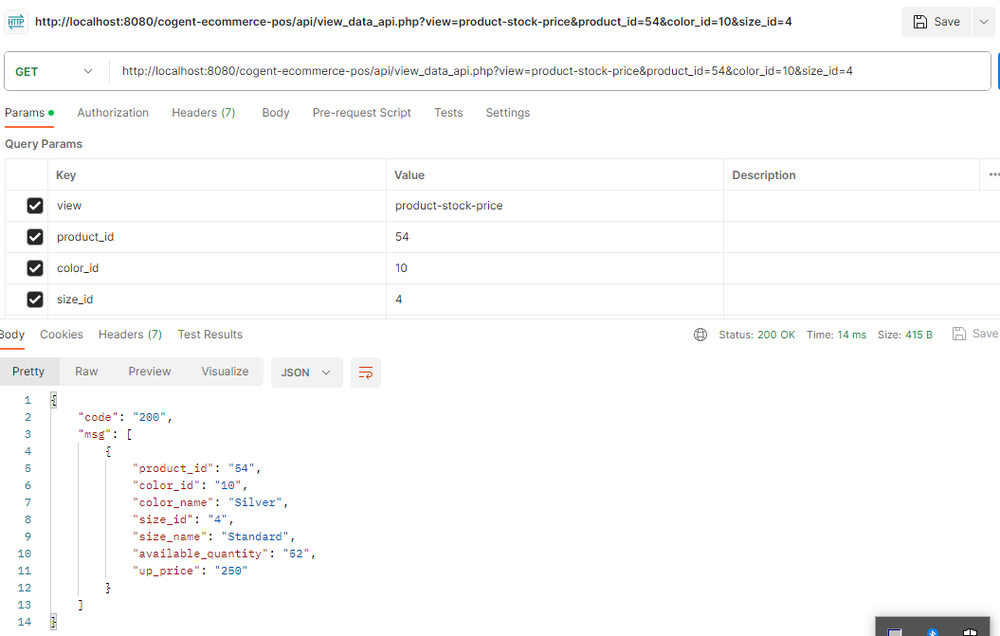 HTTP http://localhost:8080/cogent-ecommerce-pos/api/view_data_api.php?view=product-stock-price&product_id=54&color_id=10&size_id=4 Save
GET http://localhost:8080/cogent-ecommerce-pos/api/view_data_api.php?view=product-stock-price&product_id=54&color_id=10&size_id=4
Params Authorization Headers (7) Body Pre-request Script Tests Settings
Query Params
Key Value Description
view product-stock-price
product_id 54
color_id 10
size_id 4
Body Cookies Headers (7) Test Results Status: 200 OK Time: 14 ms Size: 415 B Save
Pretty Raw Preview Visualize JSON
1 {
2 "code": "200",
3 "msg": [
4 {
5 "product_id": "54",
6 "color_id": "10",
7 "color_name": "Silver",
8 "size_id": "4",
9 "size_name": "Standard",
10 "available_quantity": "52",
11 "up_price": "250"
12 }
13 ]
14 }